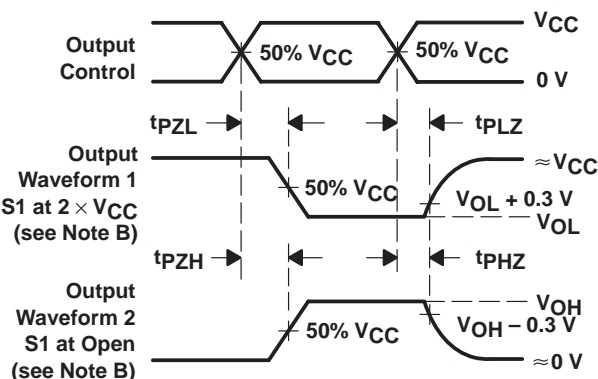 Output
Control
50% VCC
50% VCC
VCC
0 V
tPZL
tPLZ
Output
Waveform 1
S1 at 2 × VCC
(see Note B)
50% VCC
≈VCC
VOL + 0.3 V
VOL
tPZH
tPHZ
Output
Waveform 2
S1 at Open
(see Note B)
50% VCC
VOH
VOH − 0.3 V
≈0 V